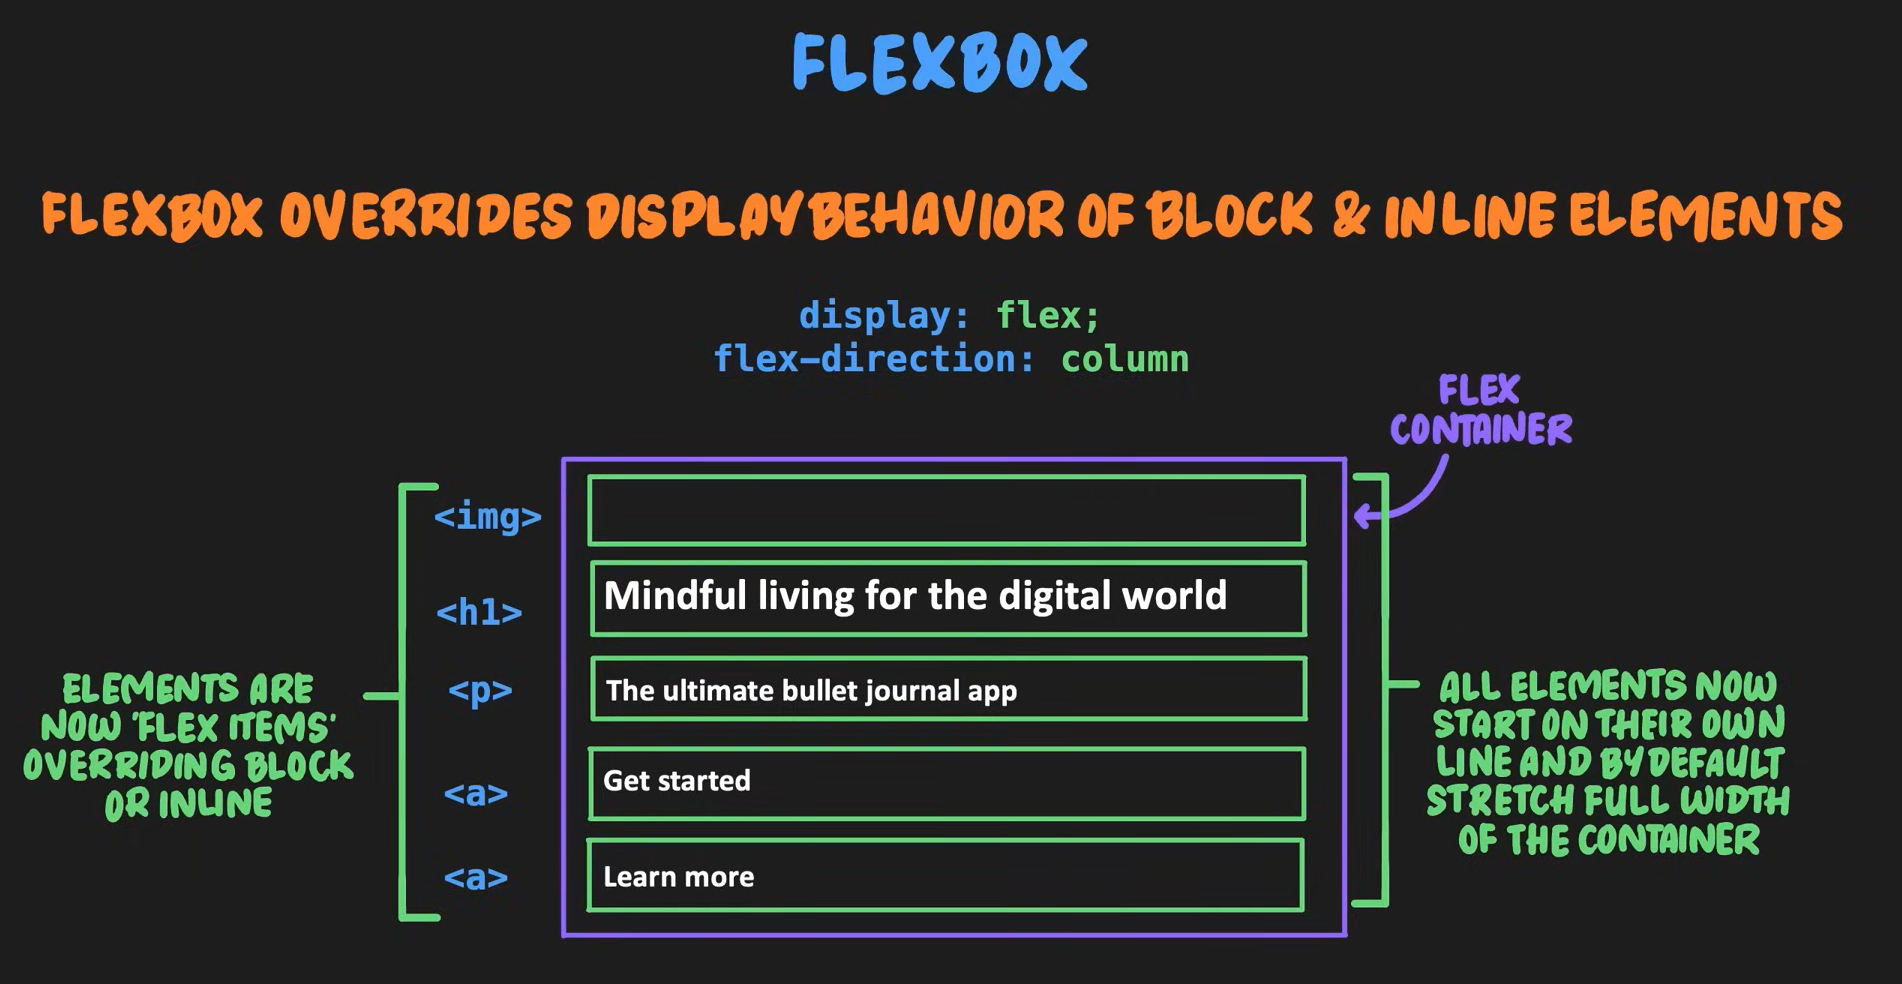 FLEXBOX
FLEXBOX OVERRIDES DISPLAY BEHAVIOR OF BLOCK & INLINE ELEMENTS
display: flex;
flex-direction: column
FLEX
CONTAINER
<img>
<h1>
Mindful living for the digital world
<p>
The ultimate bullet journal app
<a>
Get started
<a>
Learn more
ELEMENTS ARE
NOW 'FLEX ITEMS'
OVERRIDING BLOCK
OR INLINE
ALL ELEMENTS NOW
START ON THEIR OWN
LINE AND BY DEFAULT
STRETCH FULL WIDTH
OF THE CONTAINER